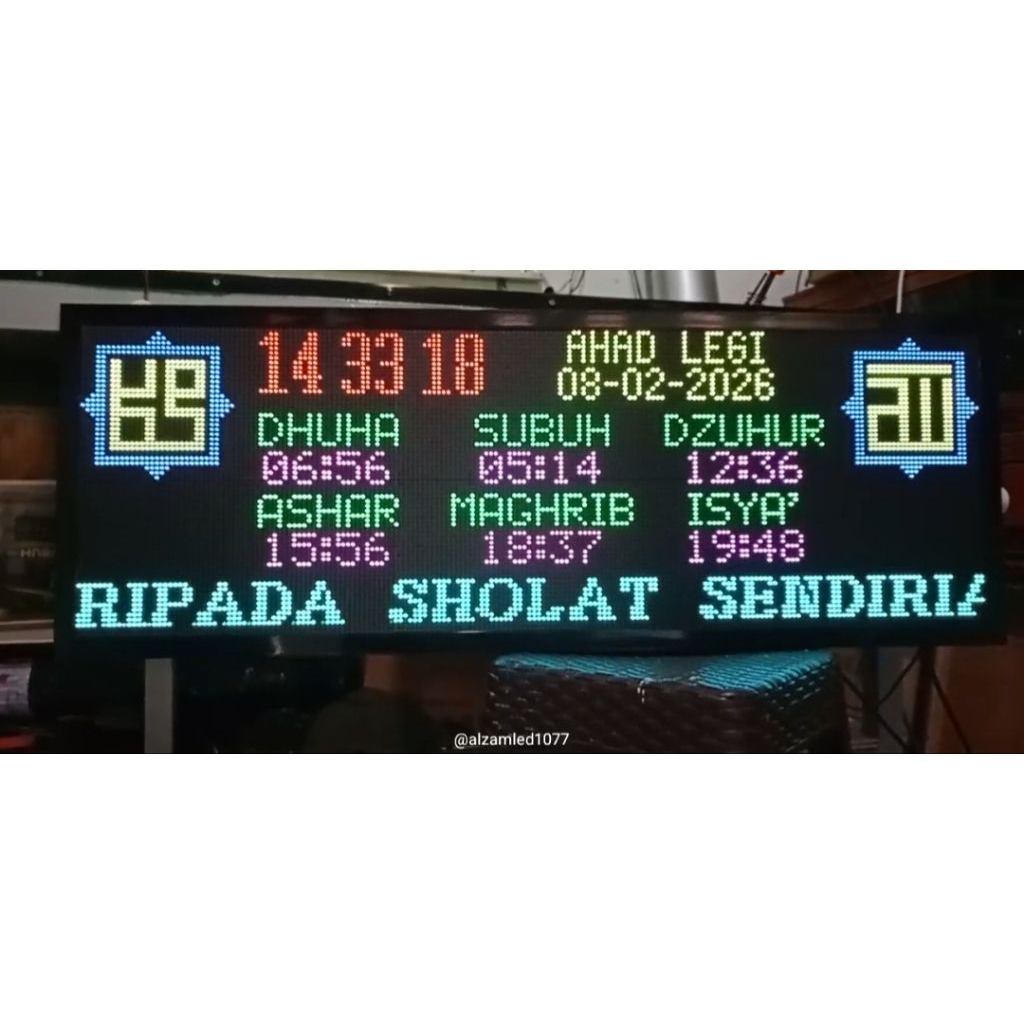 14 33 18
AHAD LEGI
08-02-2026
DHUHA SUBUH DZUHUR
06:56 05:14 12:36
ASHAR MAGHRIB ISYA'
15:56 18:37 19:48
RIPADA SHOLAT SENDIRIA
@alzamled1077